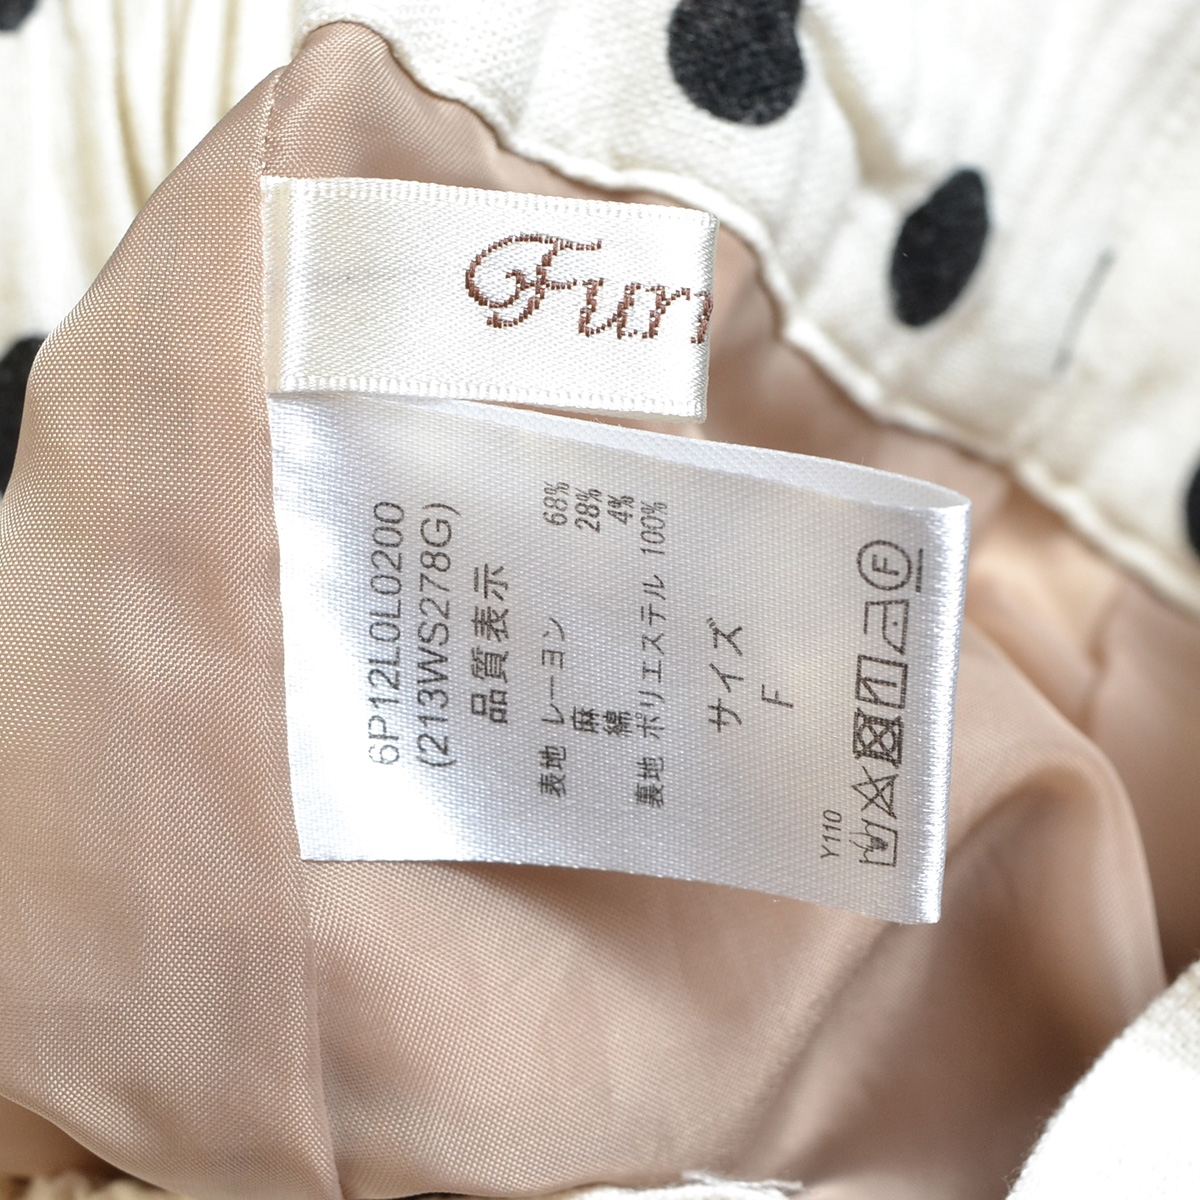 Furr
6P12L0L0200
(213WS278G)
品質表示
表地 レーヨン 68%
麻 28%
綿 4%
裏地 ポリエステル 100%
サイズ
F
Y110
F